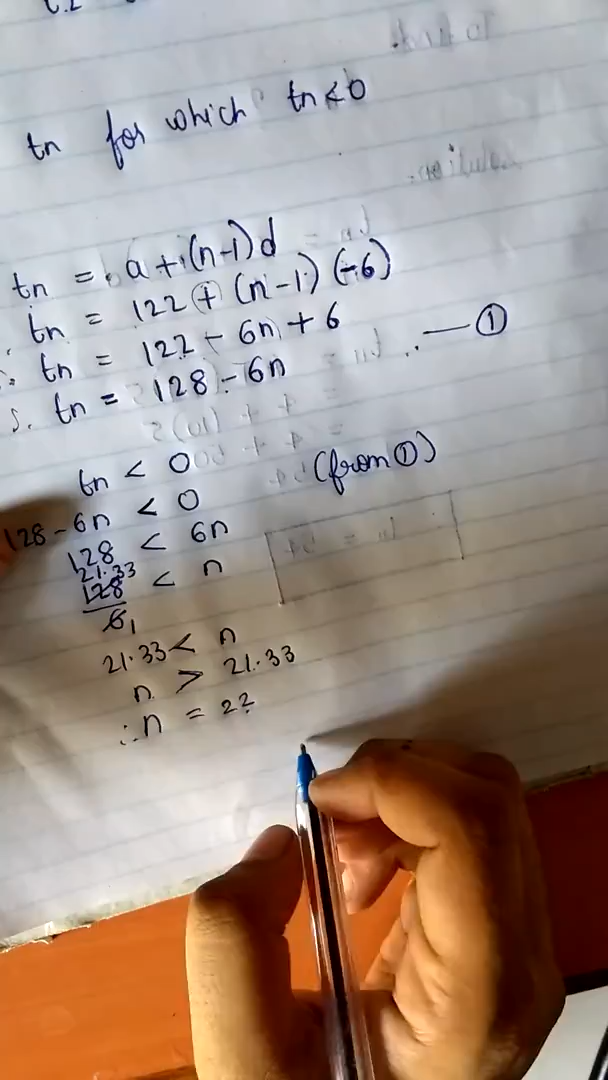 tn for which tn < 0
tn = a + (n-1)d
∴ tn = 122 + (n-1) (-6)
∴ tn = 122 - 6n + 6
∴ tn = 128 - 6n — ①
tn < 0
128 - 6n < 0 (from ①)
128 < 6n
21.33
128/6 < n
1
21.33 < n
n > 21.33
∴ n = 22